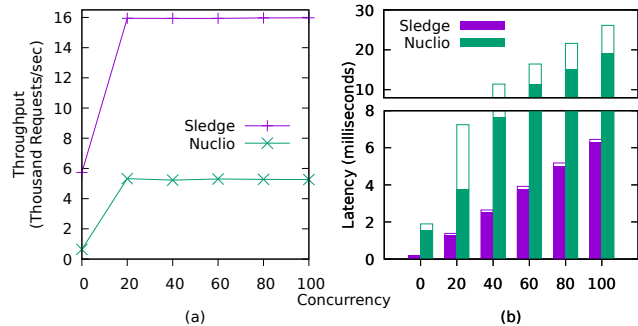 Throughput
(Thousand Requests/sec)
16
14
12
10
8
6
4
2
0
Sledge
Nuclio
0 20 40 60 80 100
(a)
Concurrency
Latency (milliseconds)
30
20
10
8
6
4
2
0
Sledge
Nuclio
0 20 40 60 80 100
(b)